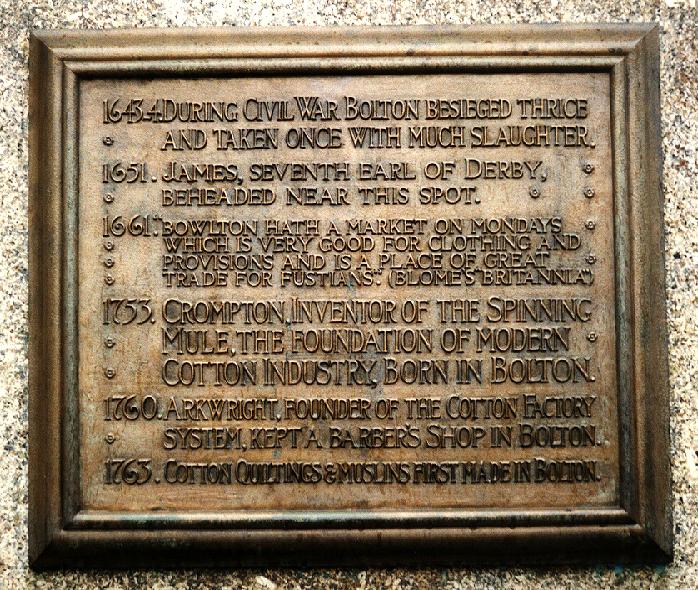 1643.4. DURING CIVIL WAR BOLTON BESIEGED THRICE
AND TAKEN ONCE WITH MUCH SLAUGHTER.
1651. JAMES, SEVENTH EARL OF DERBY,
BEHEADED NEAR THIS SPOT.
1661. "BOWLTON HATH A MARKET ON MONDAYS
WHICH IS VERY GOOD FOR CLOTHING AND
PROVISIONS AND IS A PLACE OF GREAT
TRADE FOR FUSTIANS". (BLOME'S "BRITANNIA")
1753. CROMPTON, INVENTOR OF THE SPINNING
MULE, THE FOUNDATION OF MODERN
COTTON INDUSTRY, BORN IN BOLTON.
1760. ARKWRIGHT, FOUNDER OF THE COTTON FACTORY
SYSTEM, KEPT A BARBER'S SHOP IN BOLTON.
1763. COTTON QUILTINGS & MUSLINS FIRST MADE IN BOLTON.